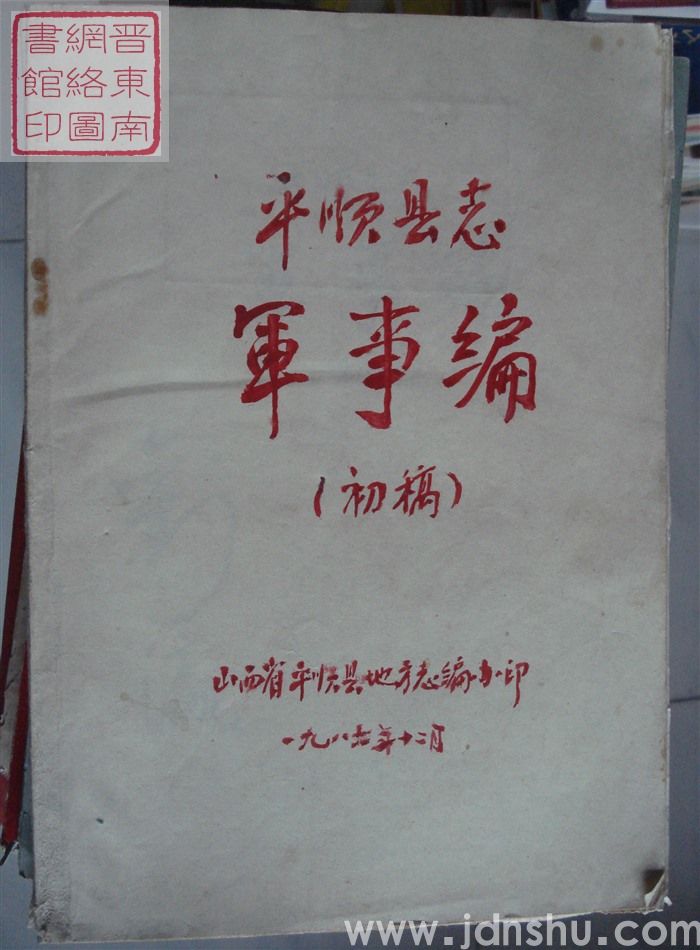 晋東南
網絡圖
書館印
平顺县志
軍事编
（初稿）
山西省平顺县地方志编办印
一九八六年十二月
www.jdnshu.com